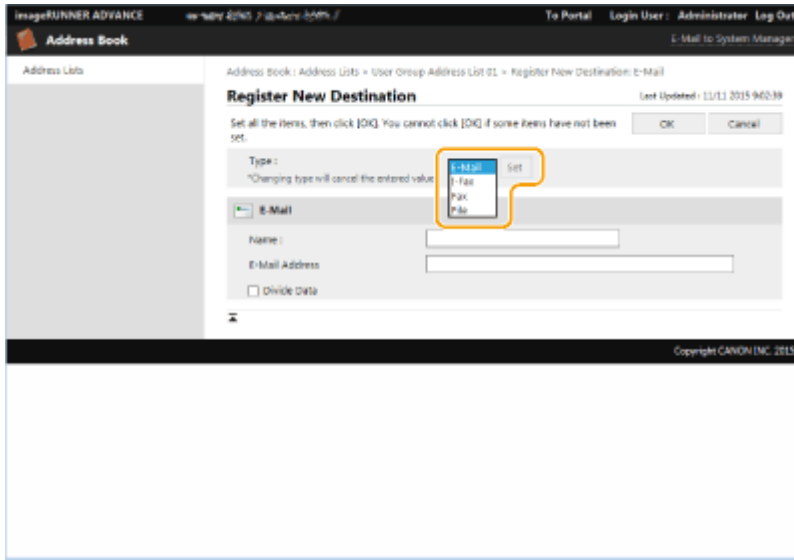 imageRUNNER ADVANCE
To Portal Login User : Administrator Log Out
Address Book
E-Mail to System Manager
Address Lists
Address Book : Address Lists > User Group Address List 01 > Register New Destination: E-Mail
Register New Destination
Last Updated : 11/11 2015 9:02:39
Set all the items, then click [OK]. You cannot click [OK] if some items have not been
set.
OK
Cancel
Type :
*Changing type will cancel the entered value
E-Mail
I-Fax
Fax
File
Set
E-Mail
Name :
E-Mail Address
Divide Data
Copyright CANON INC. 2015